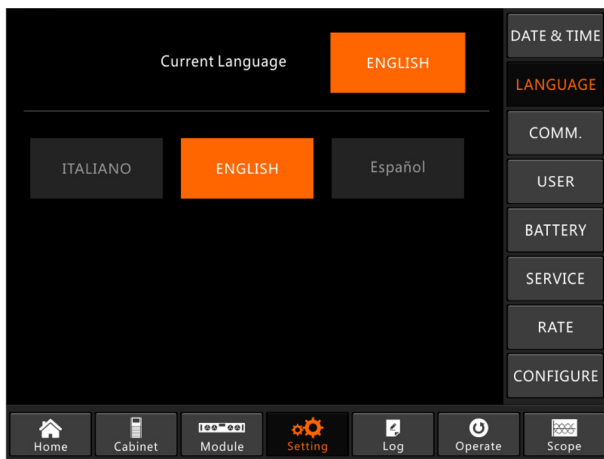 Current Language
ENGLISH
ITALIANO
ENGLISH
Español
DATE & TIME
LANGUAGE
COMM.
USER
BATTERY
SERVICE
RATE
CONFIGURE
Home
Cabinet
Module
Setting
Log
Operate
Scope